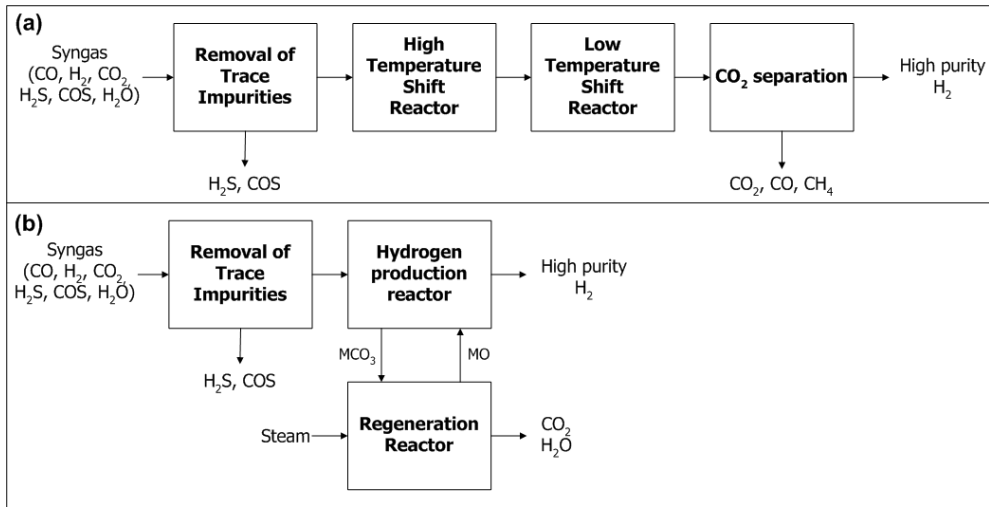 (a)
Syngas
(CO, H₂, CO₂,
H₂S, COS, H₂O)
Removal of
Trace
Impurities
H₂S, COS
High
Temperature
Shift
Reactor
Low
Temperature
Shift
Reactor
CO₂ separation
CO₂, CO, CH₄
High purity
H₂
(b)
Syngas
(CO, H₂, CO₂,
H₂S, COS, H₂O)
Removal of
Trace
Impurities
H₂S, COS
Hydrogen
production
reactor
High purity
H₂
MCO₃
MO
Steam
Regeneration
Reactor
CO₂
H₂O